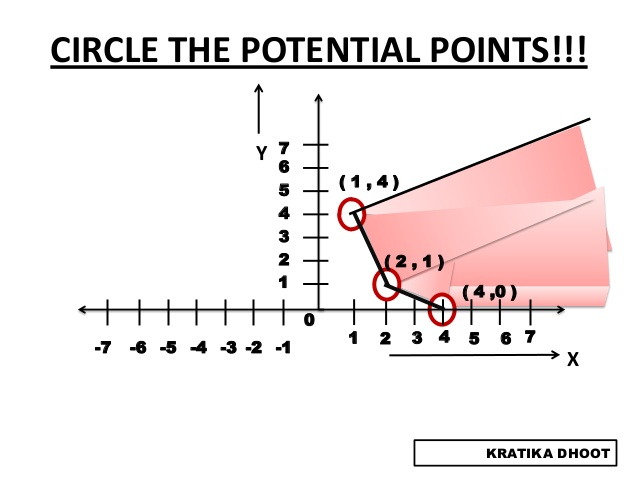 CIRCLE THE POTENTIAL POINTS!!!
Y
7
6
5
4
3
2
1
( 1 , 4 )
( 2 , 1 )
( 4 ,0 )
0
1 2 3 4 5 6 7
-7 -6 -5 -4 -3 -2 -1
X
KRATIKA DHOOT